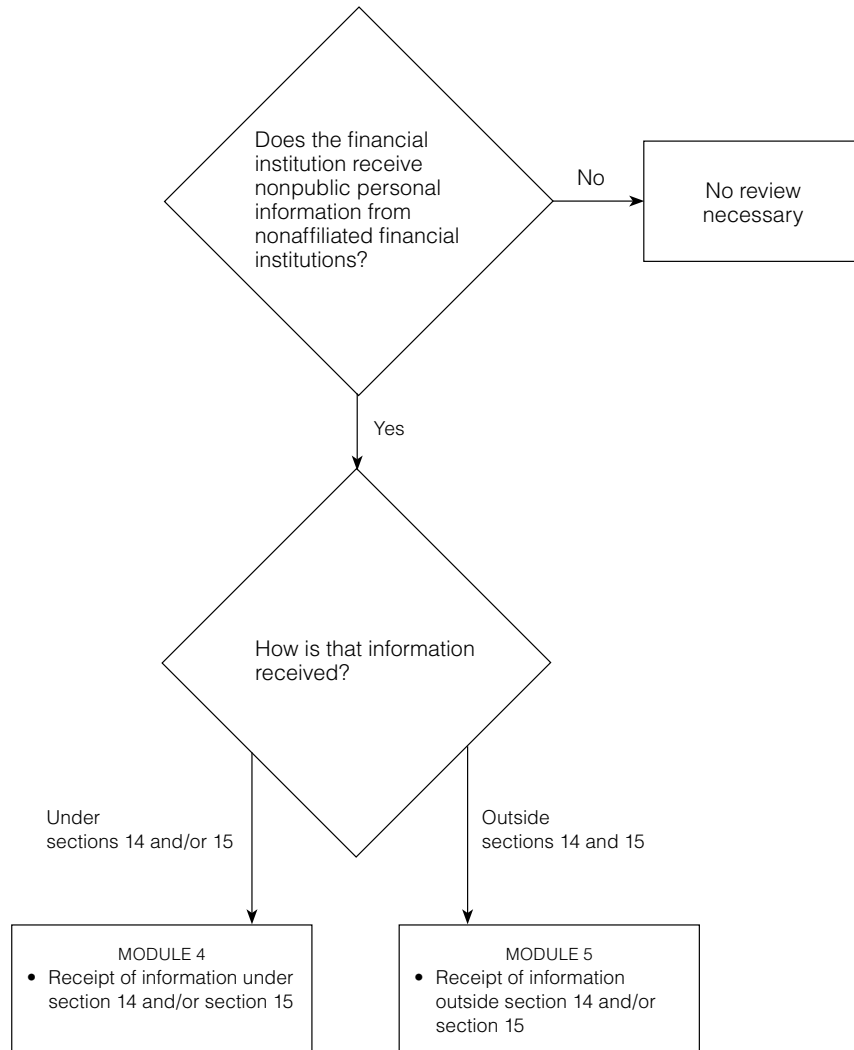 Does the financial
institution receive
nonpublic personal
information from
nonaffiliated financial
institutions?
No
No review
necessary
Yes
How is that information
received?
Under
sections 14 and/or 15
Outside
sections 14 and 15
MODULE 4
• Receipt of information under
section 14 and/or section 15
MODULE 5
• Receipt of information
outside section 14 and/or
section 15